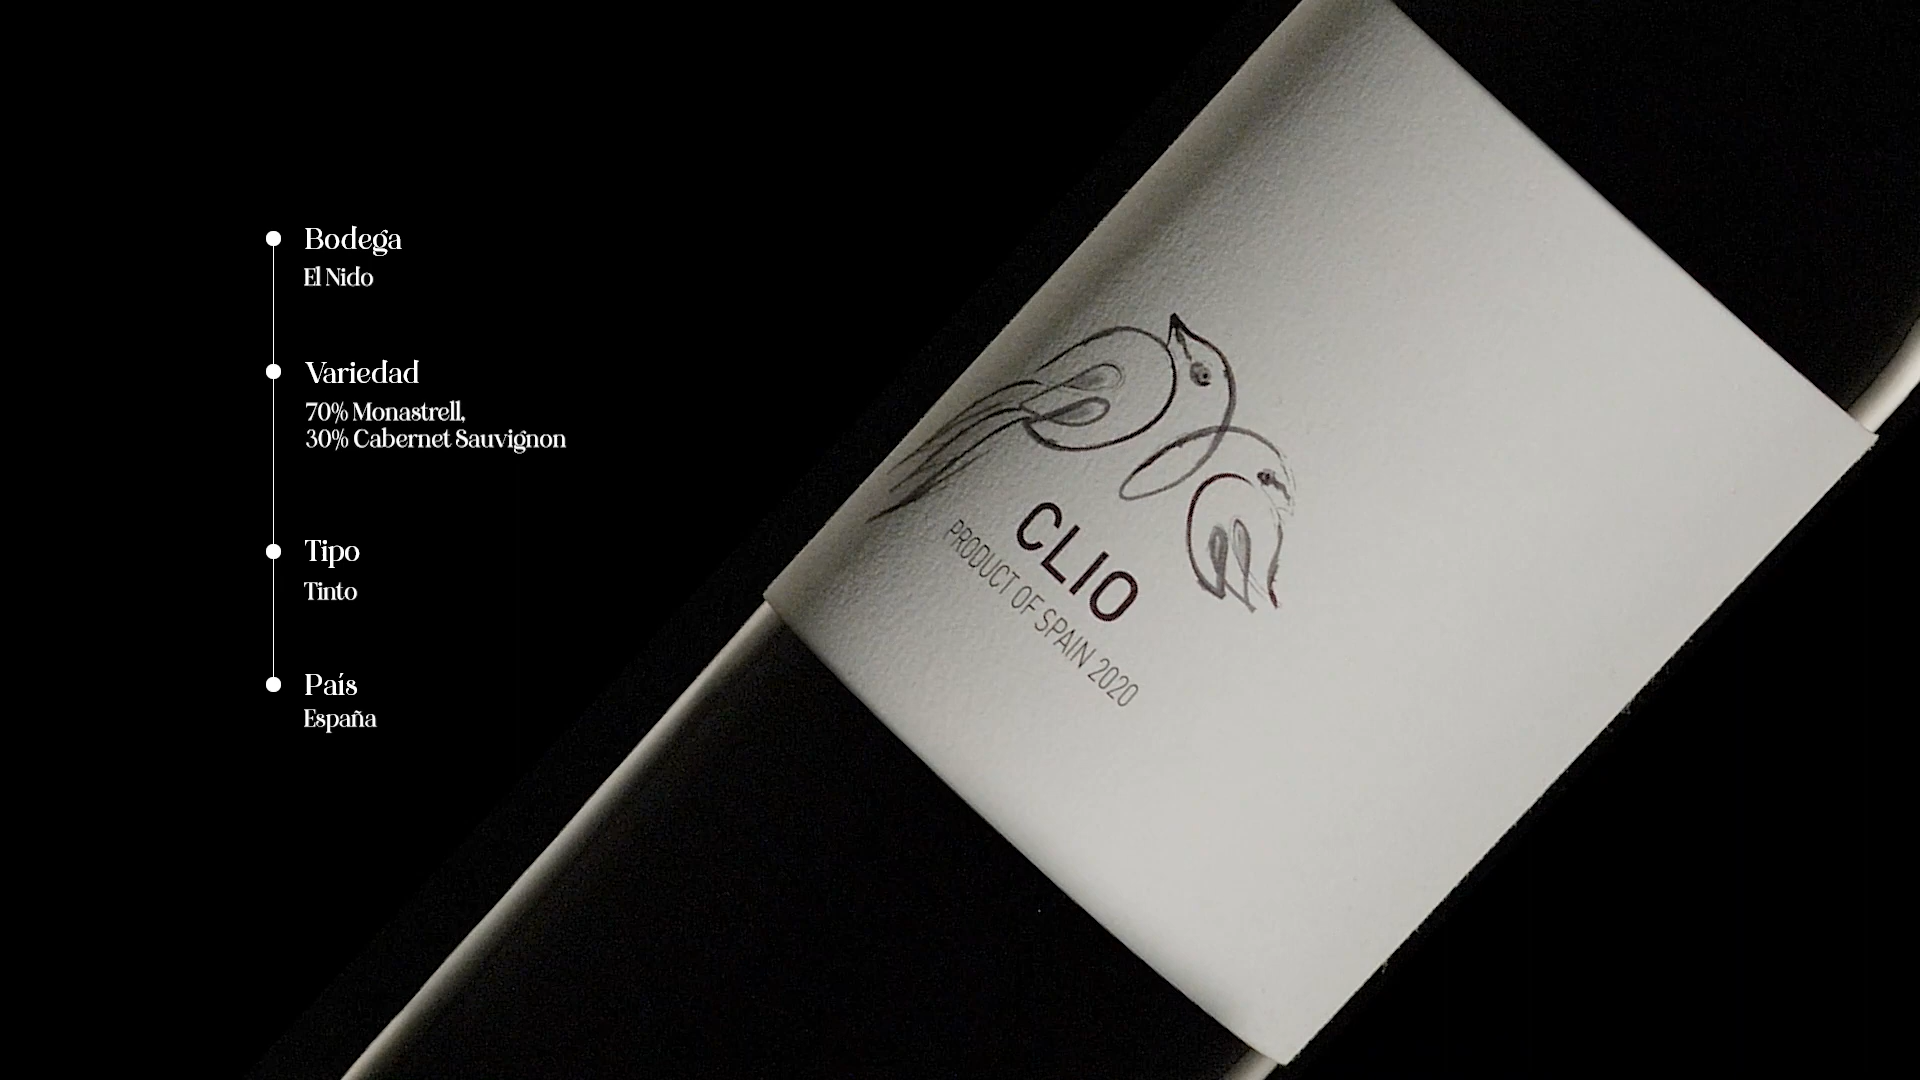 Bodega
El Nido
Variedad
70% Monastrell,
30% Cabernet Sauvignon
Tipo
Tinto
País
España
CLIO
PRODUCT OF SPAIN 2020